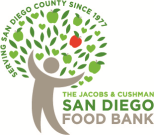 SERVING SAN DIEGO COUNTY SINCE 1977
THE JACOBS & CUSHMAN
SAN DIEGO
FOOD BANK